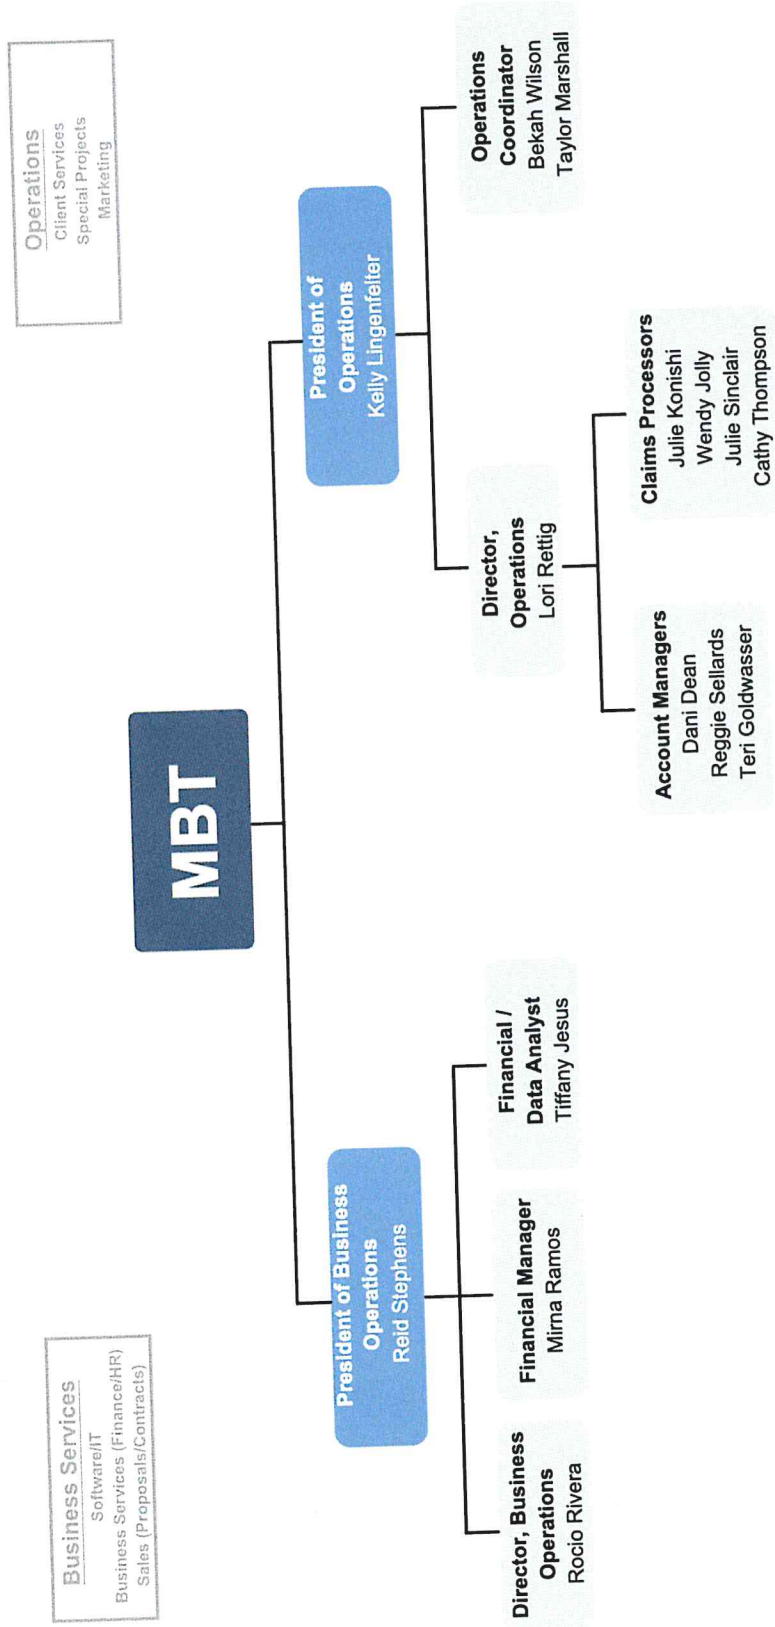 Business Services
Software/IT
Business Services (Finance/HR)
Sales (Proposals/Contracts)
Operations
Client Services
Special Projects
Marketing
MBT
President of Business
Operations
Reid Stephens
President of
Operations
Kelly Lingenfelter
Director, Business
Operations
Rocio Rivera
Financial Manager
Mirna Ramos
Financial /
Data Analyst
Tiffany Jesus
Director,
Operations
Lori Rettig
Operations
Coordinator
Bekah Wilson
Taylor Marshall
Account Managers
Dani Dean
Reggie Sellards
Teri Goldwasser
Claims Processors
Julie Konishi
Wendy Jolly
Julie Sinclair
Cathy Thompson